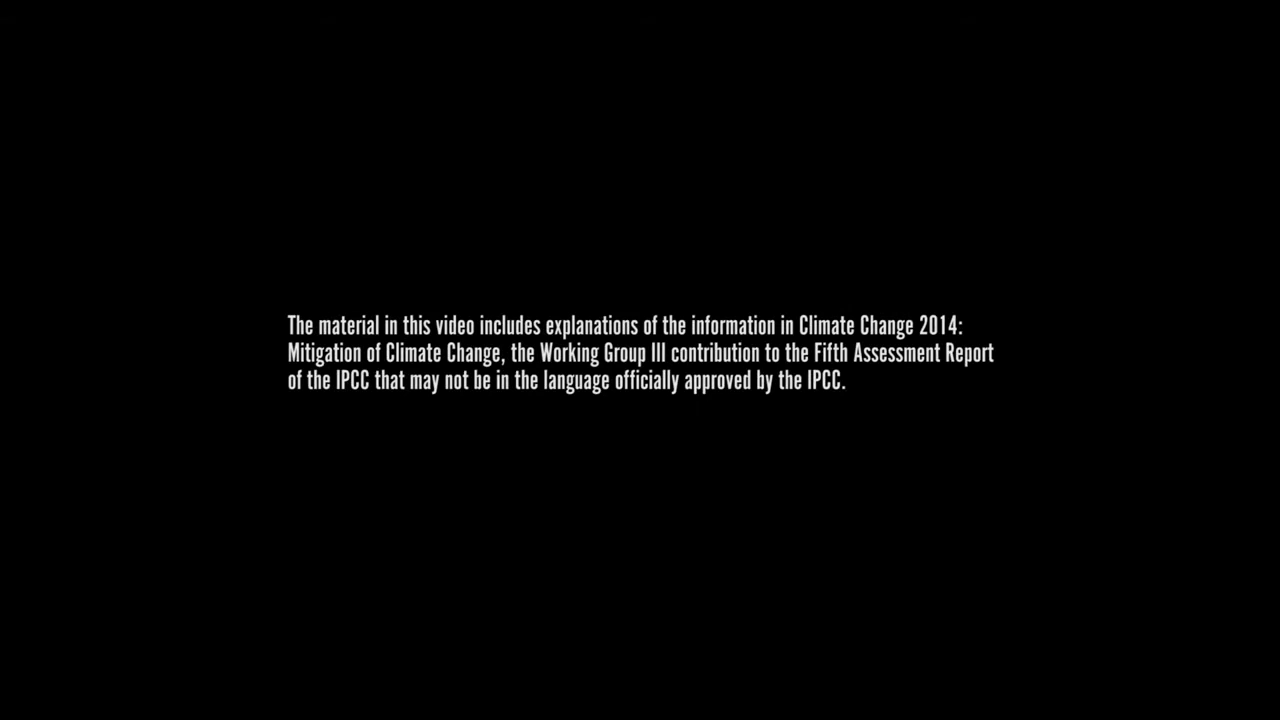 The material in this video includes explanations of the information in Climate Change 2014:
Mitigation of Climate Change, the Working Group III contribution to the Fifth Assessment Report
of the IPCC that may not be in the language officially approved by the IPCC.